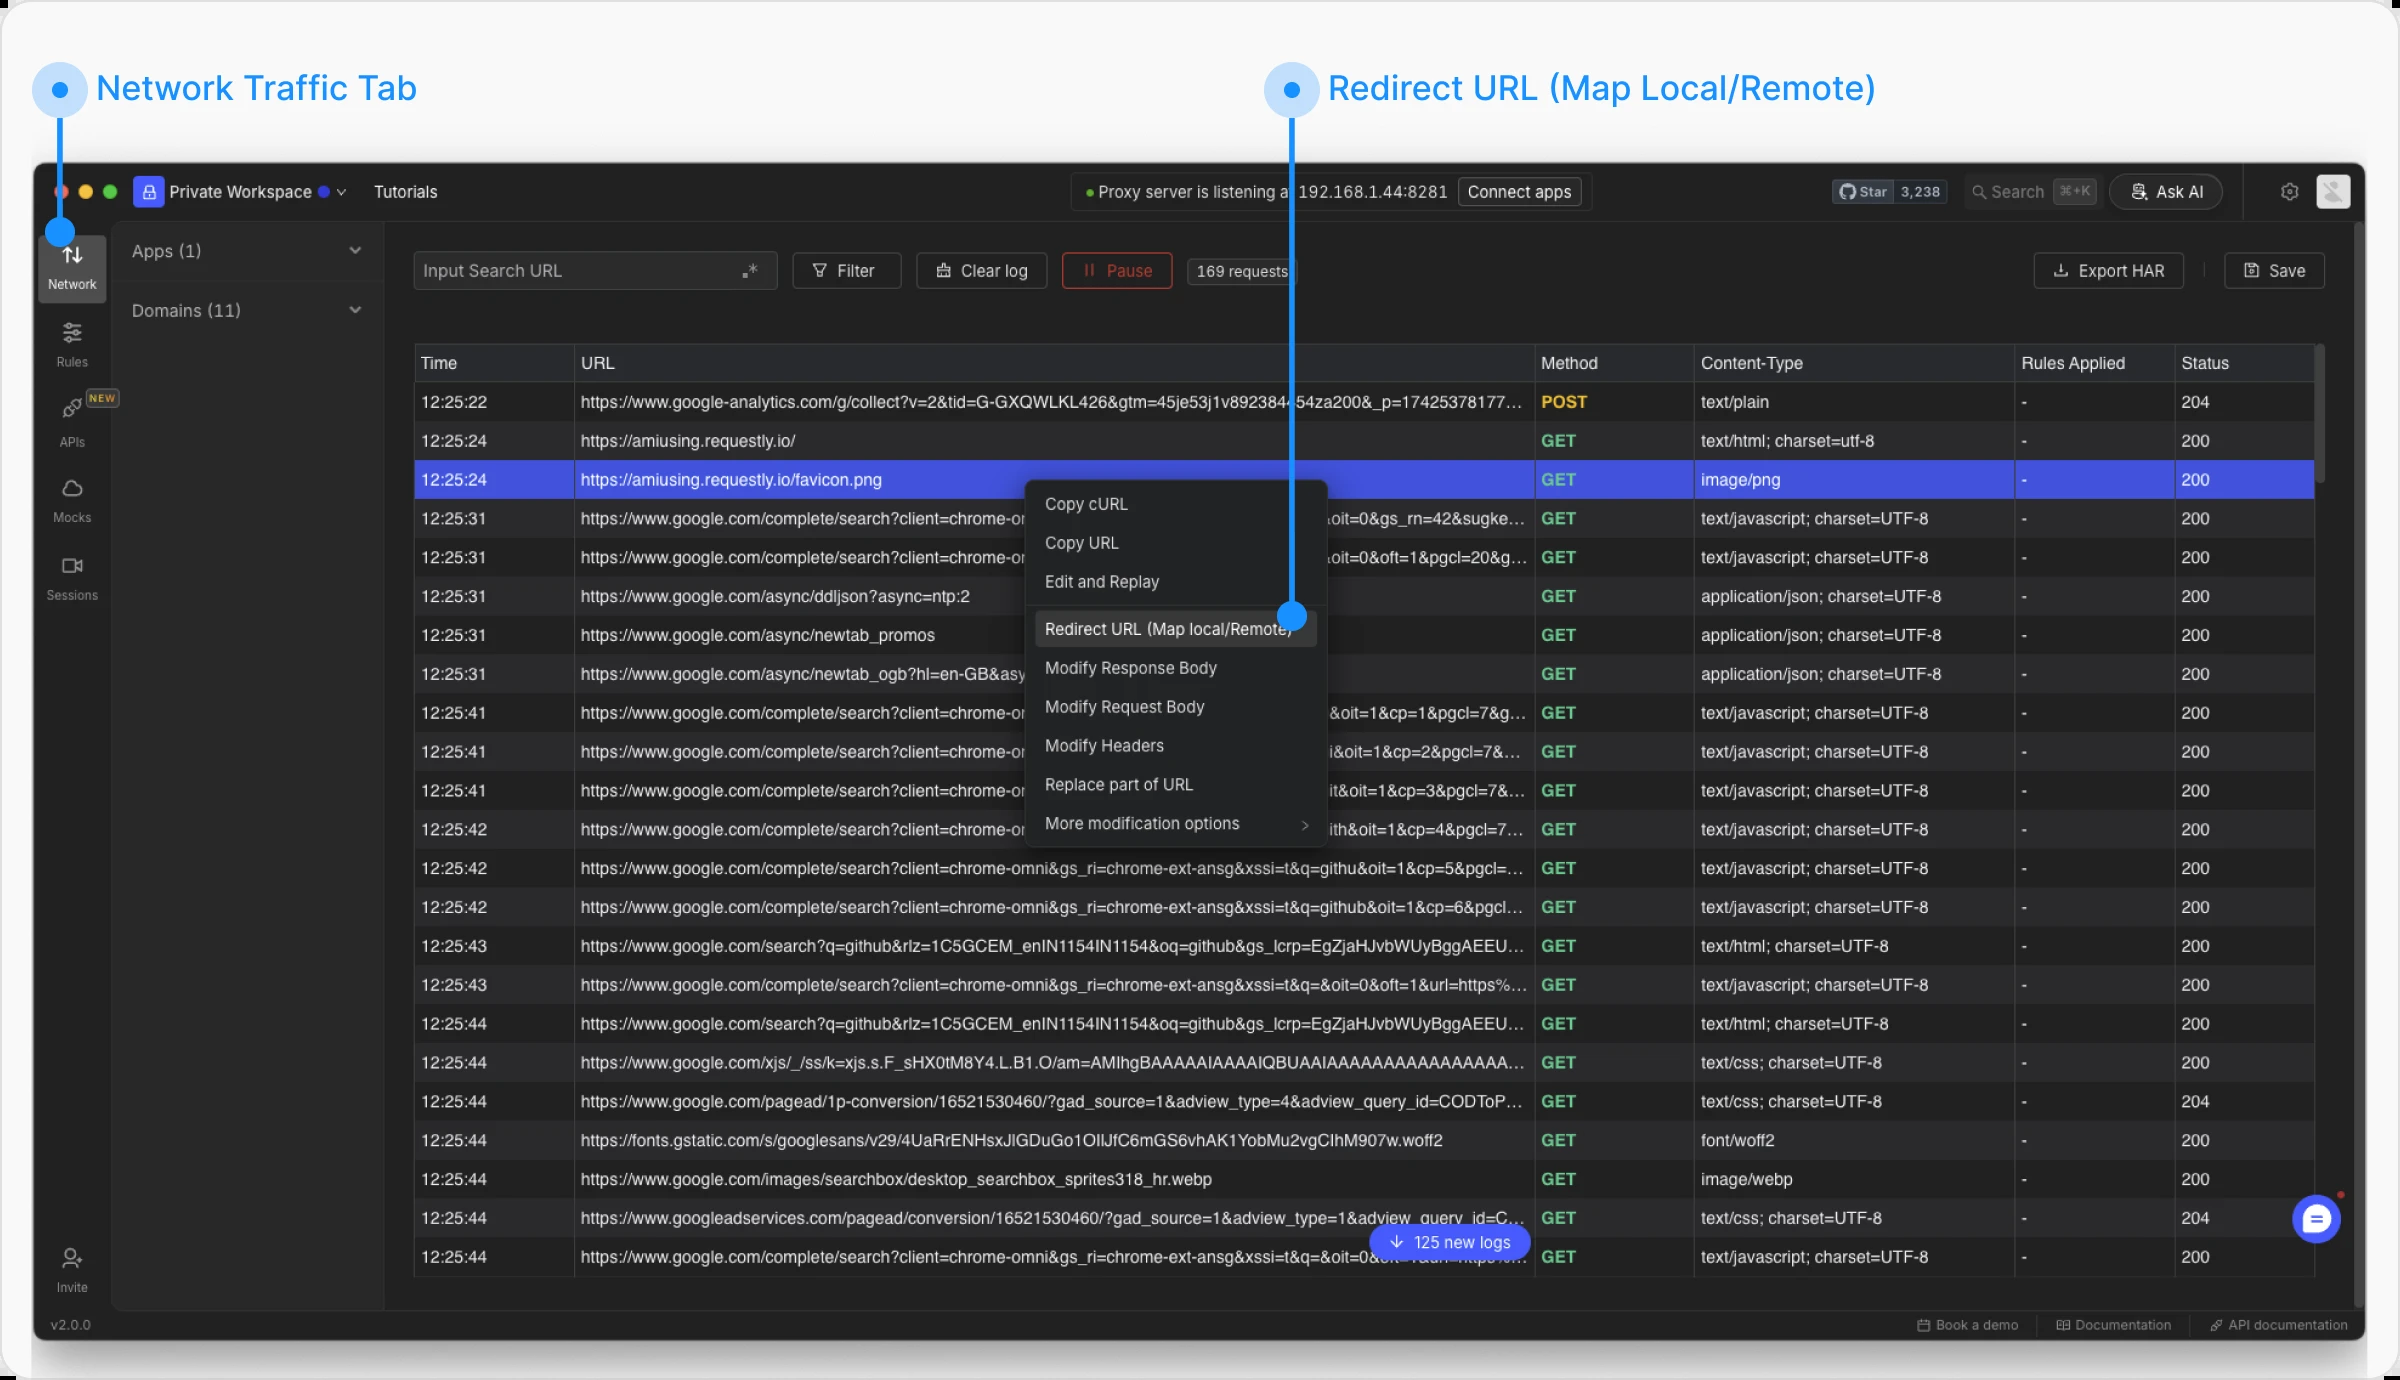 Network Traffic Tab
Redirect URL (Map Local/Remote)
Private Workspace
Tutorials
Proxy server is listening at 192.168.1.44:8281
Connect apps
Star 3,238
Search ⌘+K
Ask AI
Network
Rules
NEW
APIs
Mocks
Sessions
Invite
v2.0.0
Apps (1)
Domains (11)
Input Search URL .*
Filter
Clear log
Pause
169 requests
Export HAR
Save
Time URL Method Content-Type Rules Applied Status
12:25:22 https://www.google-analytics.com/g/collect?v=2&tid=G-GXQWLKL426&gtm=45je53j1v892384 54za200&_p=17425378177... POST text/plain - 204
12:25:24 https://amiusing.requestly.io/ GET text/html; charset=utf-8 - 200
12:25:24 https://amiusing.requestly.io/favicon.png GET image/png - 200
12:25:31 https://www.google.com/complete/search?client=chrome-o &oit=0&gs_rn=42&sugke... GET text/javascript; charset=UTF-8 - 200
12:25:31 https://www.google.com/complete/search?client=chrome-o oit=0&oft=1&pgcl=20&g... GET text/javascript; charset=UTF-8 - 200
12:25:31 https://www.google.com/async/ddljson?async=ntp:2 GET application/json; charset=UTF-8 - 200
12:25:31 https://www.google.com/async/newtab_promos GET application/json; charset=UTF-8 - 200
12:25:31 https://www.google.com/async/newtab_ogb?hl=en-GB&asy GET application/json; charset=UTF-8 - 200
12:25:41 https://www.google.com/complete/search?client=chrome-o &oit=1&cp=1&pgcl=7&g... GET text/javascript; charset=UTF-8 - 200
12:25:41 https://www.google.com/complete/search?client=chrome-o i&oit=1&cp=2&pgcl=7&... GET text/javascript; charset=UTF-8 - 200
12:25:41 https://www.google.com/complete/search?client=chrome-o it&oit=1&cp=3&pgcl=7&... GET text/javascript; charset=UTF-8 - 200
12:25:42 https://www.google.com/complete/search?client=chrome-o ith&oit=1&cp=4&pgcl=7... GET text/javascript; charset=UTF-8 - 200
12:25:42 https://www.google.com/complete/search?client=chrome-omni&gs_ri=chrome-ext-ansg&xssi=t&q=githu&oit=1&cp=5&pgcl=... GET text/javascript; charset=UTF-8 - 200
12:25:42 https://www.google.com/complete/search?client=chrome-omni&gs_ri=chrome-ext-ansg&xssi=t&q=github&oit=1&cp=6&pgcl... GET text/javascript; charset=UTF-8 - 200
12:25:43 https://www.google.com/search?q=github&rlz=1C5GCEM_enIN1154IN1154&oq=github&gs_lcrp=EgZjaHJvbWUyBggAEEU... GET text/html; charset=UTF-8 - 200
12:25:43 https://www.google.com/complete/search?client=chrome-omni&gs_ri=chrome-ext-ansg&xssi=t&q=&oit=0&oft=1&url=https%... GET text/javascript; charset=UTF-8 - 200
12:25:44 https://www.google.com/search?q=github&rlz=1C5GCEM_enIN1154IN1154&oq=github&gs_lcrp=EgZjaHJvbWUyBggAEEU... GET text/html; charset=UTF-8 - 200
12:25:44 https://www.google.com/xjs/_/ss/k=xjs.s.F_sHX0tM8Y4.L.B1.O/am=AMIhgBAAAAAIAAAAIQBUAAIAAAAAAAAAAAAAAAA... GET text/css; charset=UTF-8 - 200
12:25:44 https://www.google.com/pagead/1p-conversion/16521530460/?gad_source=1&adview_type=4&adview_query_id=CODToP... GET text/css; charset=UTF-8 - 204
12:25:44 https://fonts.gstatic.com/s/googlesans/v29/4UaRrENHsxJlGDuGo1OIlJfC6mGS6vhAK1YobMu2vgCIhM907w.woff2 GET font/woff2 - 200
12:25:44 https://www.google.com/images/searchbox/desktop_searchbox_sprites318_hr.webp GET image/webp - 200
12:25:44 https://www.googleadservices.com/pagead/conversion/16521530460/?gad_source=1&adview_type=1&adview_query_id=C... GET text/css; charset=UTF-8 - 204
12:25:44 https://www.google.com/complete/search?client=chrome-omni&gs_ri=chrome-ext-ansg&xssi=t&q=&oit=0 GET text/javascript; charset=UTF-8 - 200
Copy cURL
Copy URL
Edit and Replay
Redirect URL (Map local/Remote)
Modify Response Body
Modify Request Body
Modify Headers
Replace part of URL
More modification options
125 new logs
Book a demo
Documentation
API documentation